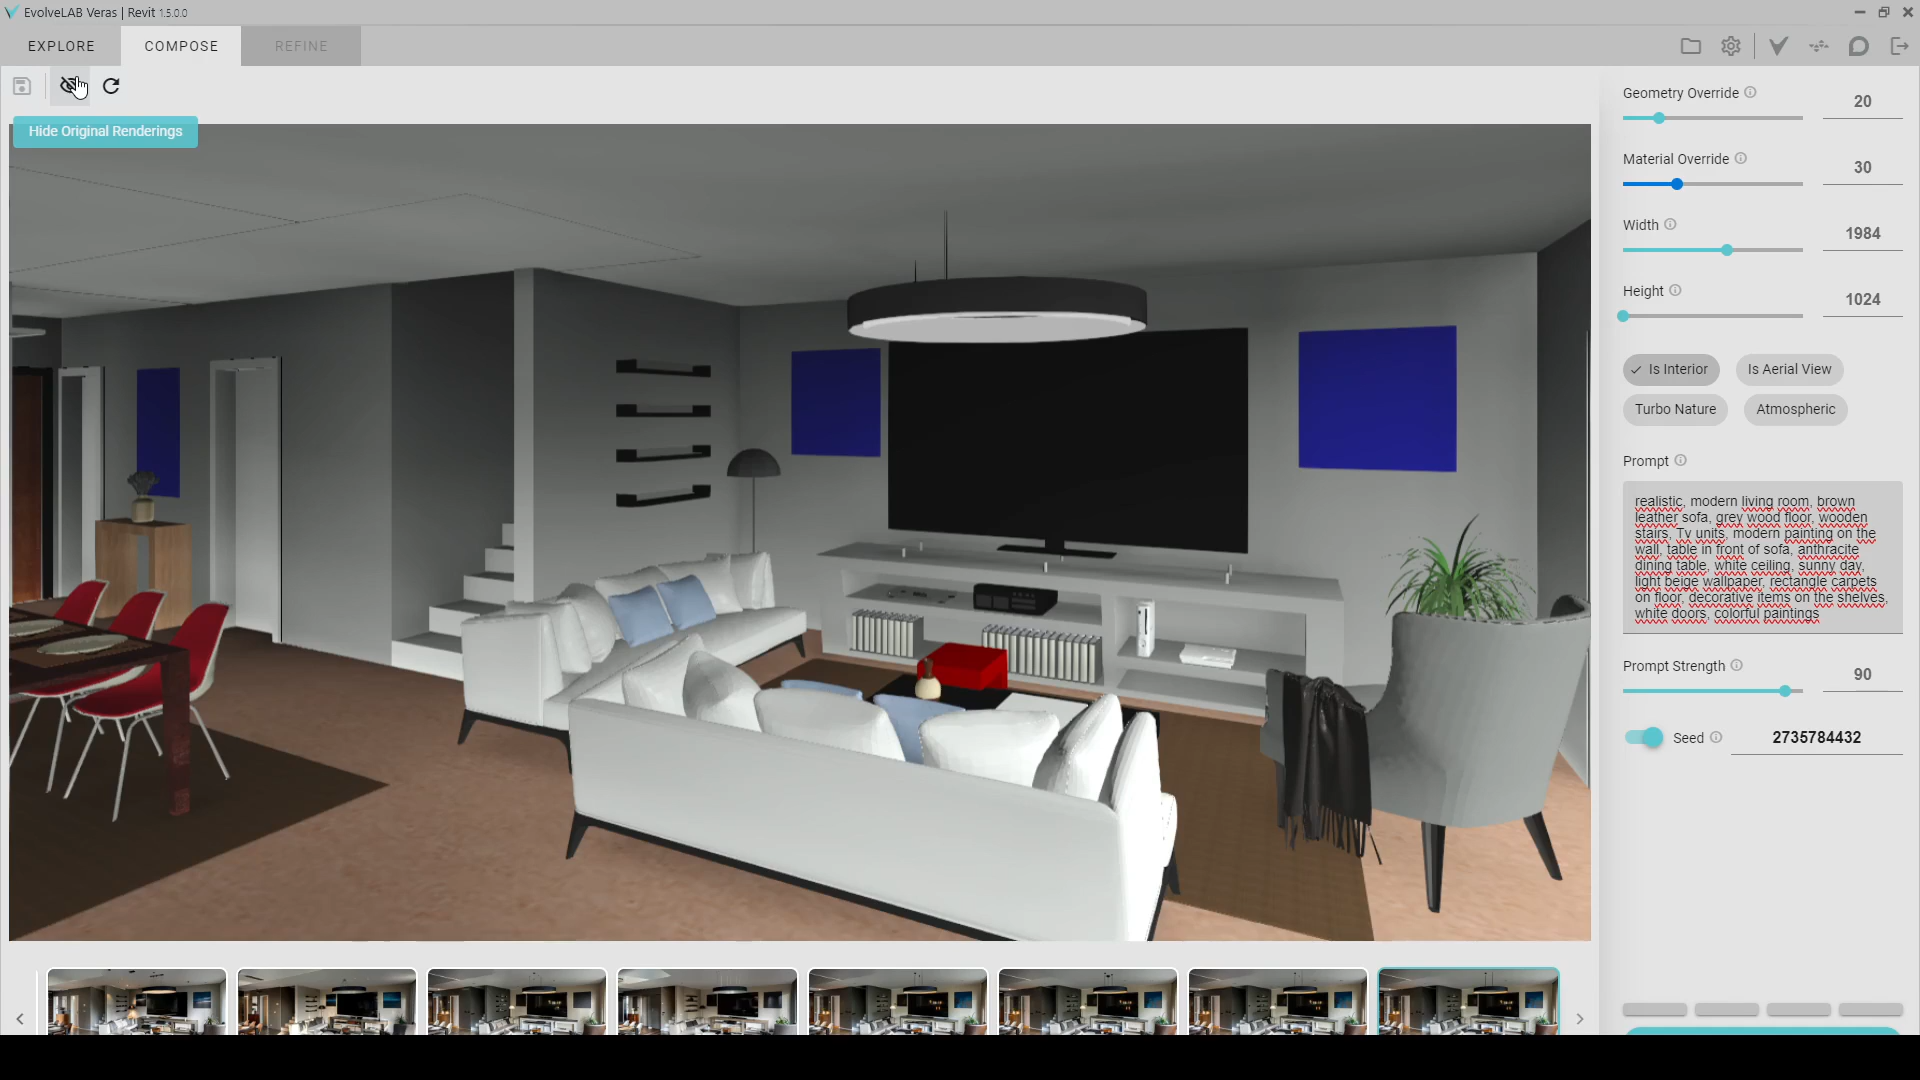 EvolveLAB Veras | Revit 1.5.0.0
EXPLORE
COMPOSE
REFINE
Hide Original Renderings
Geometry Override
20
Material Override
30
Width
1984
Height
1024
Is Interior
Is Aerial View
Turbo Nature
Atmospheric
Prompt
realistic, modern living room, brown
leather sofa, grey wood floor, wooden
stairs, Tv units, modern painting on the
wall, table in front of sofa, anthracite
dining table, white ceiling, sunny day,
light beige wallpaper, rectangle carpets
on floor, decorative items on the shelves,
white doors, colorful paintings
Prompt Strength
90
Seed
2735784432